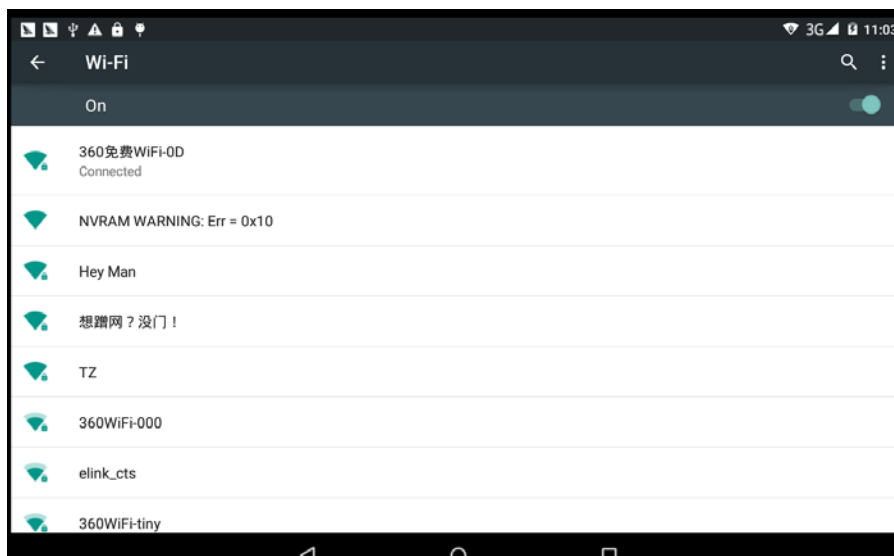 3G 11:03
Wi-Fi
On
360免费WiFi-0D
Connected
NVRAM WARNING: Err = 0x10
Hey Man
想蹭网？没门！
TZ
360WiFi-000
elink_cts
360WiFi-tiny